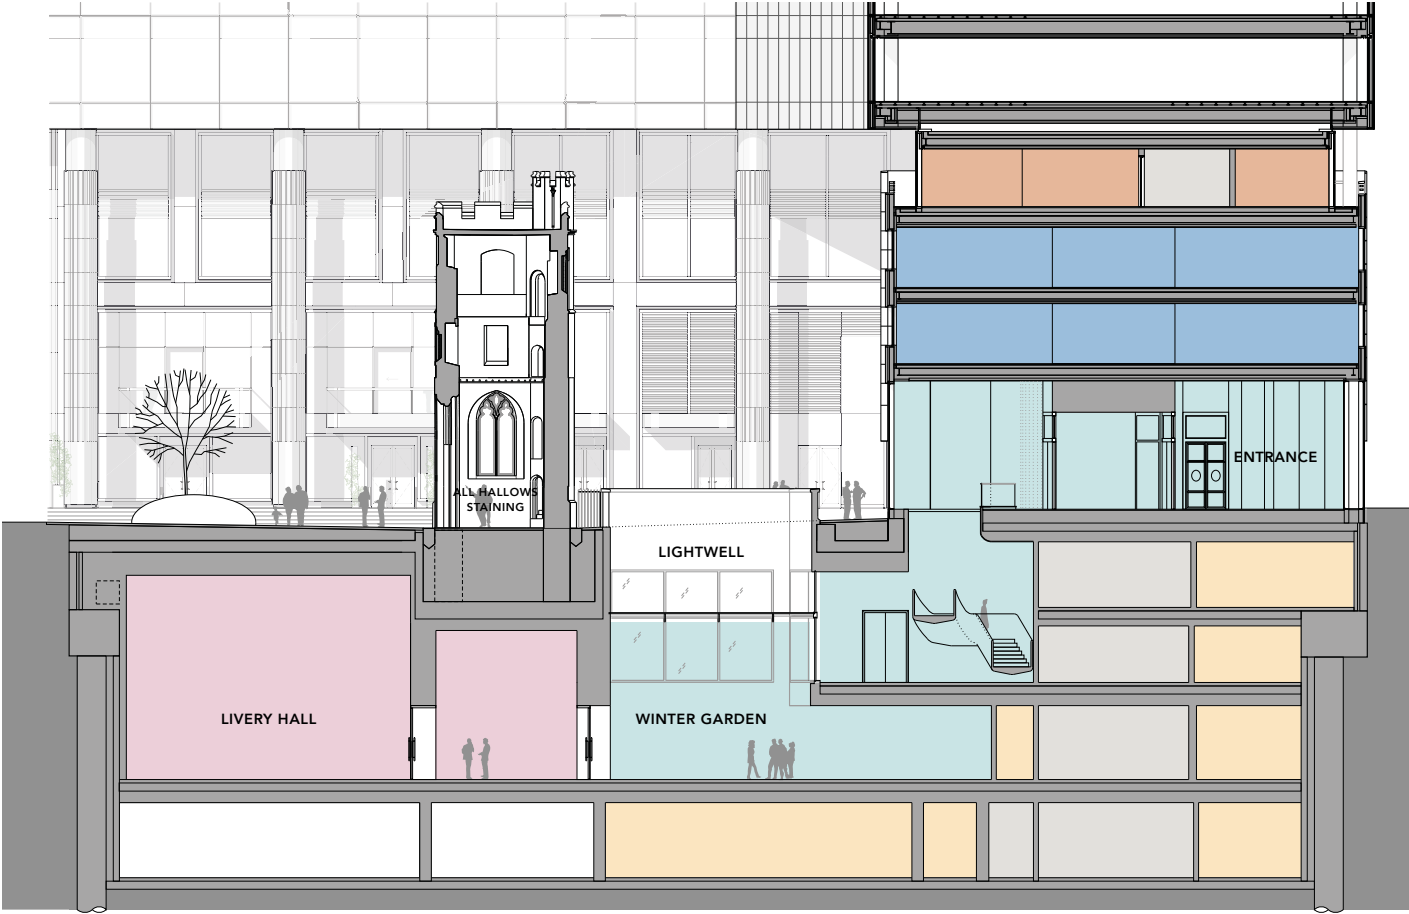 ENTRANCE
ALL HALLOWS
STAINING
LIGHTWELL
LIVERY HALL
WINTER GARDEN